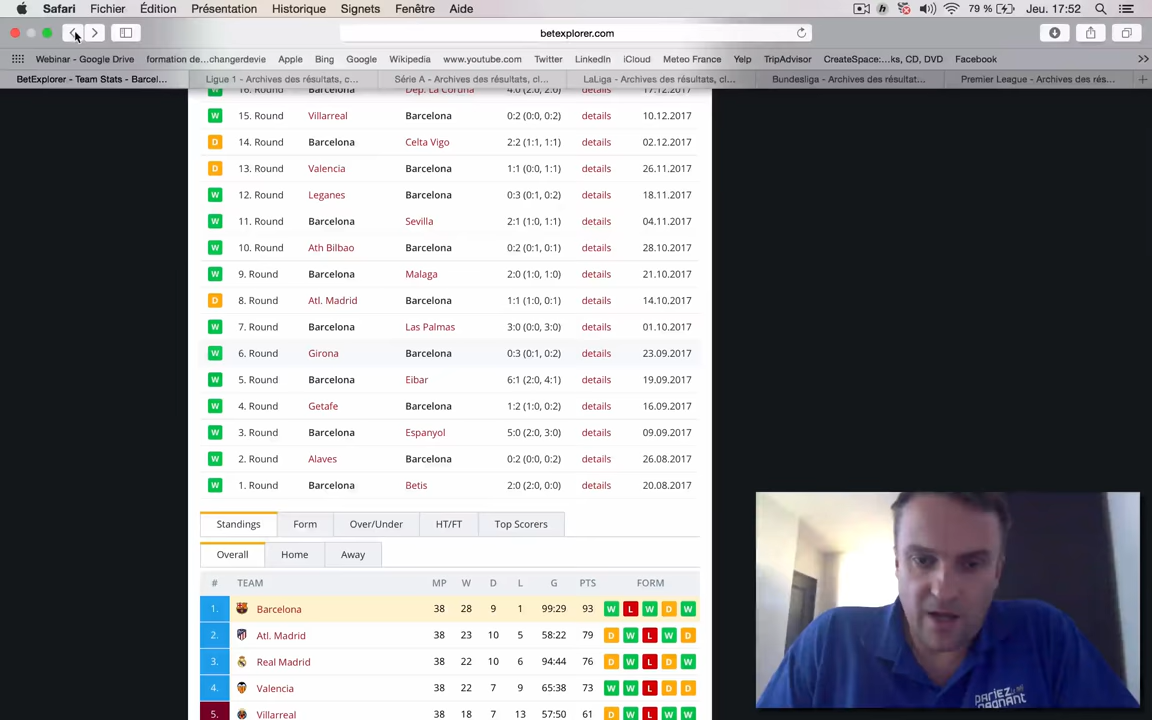 Safari Fichier Édition Présentation Historique Signets Fenêtre Aide 79 % Jeu. 17:52
betexplorer.com
Webinar - Google Drive formation de...changerdevie Apple Bing Google Wikipedia www.youtube.com Twitter LinkedIn iCloud Meteo France Yelp TripAdvisor CreateSpace:...ks, CD, DVD Facebook
BetExplorer - Team Stats - Barcel... Ligue 1 - Archives des résultats, c... Série A - Archives des résultats, cl... LaLiga - Archives des résultats, cl... Bundesliga - Archives des résultat... Premier League - Archives des rés...
W 16. Round Barcelona Dep. La Coruna 4:0 (2:0, 2:0) details 17.12.2017
W 15. Round Villarreal Barcelona 0:2 (0:0, 0:2) details 10.12.2017
D 14. Round Barcelona Celta Vigo 2:2 (1:1, 1:1) details 02.12.2017
D 13. Round Valencia Barcelona 1:1 (0:0, 1:1) details 26.11.2017
W 12. Round Leganes Barcelona 0:3 (0:1, 0:2) details 18.11.2017
W 11. Round Barcelona Sevilla 2:1 (1:0, 1:1) details 04.11.2017
W 10. Round Ath Bilbao Barcelona 0:2 (0:1, 0:1) details 28.10.2017
W 9. Round Barcelona Malaga 2:0 (1:0, 1:0) details 21.10.2017
D 8. Round Atl. Madrid Barcelona 1:1 (1:0, 0:1) details 14.10.2017
W 7. Round Barcelona Las Palmas 3:0 (0:0, 3:0) details 01.10.2017
W 6. Round Girona Barcelona 0:3 (0:1, 0:2) details 23.09.2017
W 5. Round Barcelona Eibar 6:1 (2:0, 4:1) details 19.09.2017
W 4. Round Getafe Barcelona 1:2 (1:0, 0:2) details 16.09.2017
W 3. Round Barcelona Espanyol 5:0 (2:0, 3:0) details 09.09.2017
W 2. Round Alaves Barcelona 0:2 (0:0, 0:2) details 26.08.2017
W 1. Round Barcelona Betis 2:0 (2:0, 0:0) details 20.08.2017
Standings Form Over/Under HT/FT Top Scorers
Overall Home Away
# TEAM MP W D L G PTS FORM
1. Barcelona 38 28 9 1 99:29 93 W L W D W
2. Atl. Madrid 38 23 10 5 58:22 79 D W L W D
3. Real Madrid 38 22 10 6 94:44 76 D W L D W
4. Valencia 38 22 7 9 65:38 73 W W L D D
5. Villarreal 38 18 7 13 57:50 61 D W L W W
PARIEZ
GAGNANT